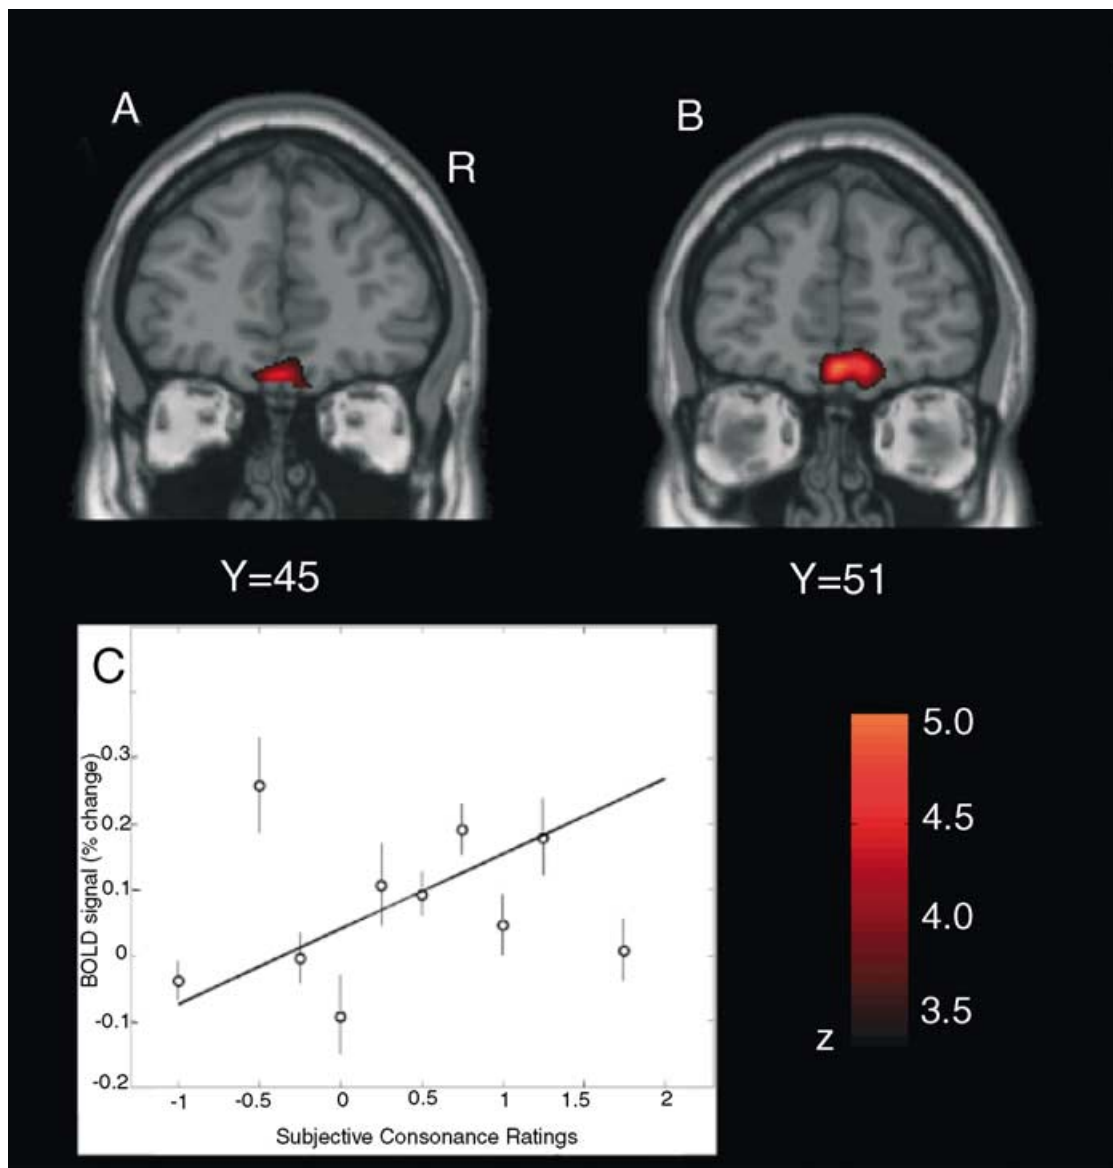 A
B
R
Y=45
Y=51
C
BOLD signal (% change)
0.3
0.2
0.1
0
-0.1
-0.2
-1 -0.5 0 0.5 1 1.5 2
Subjective Consonance Ratings
5.0
4.5
4.0
3.5
z